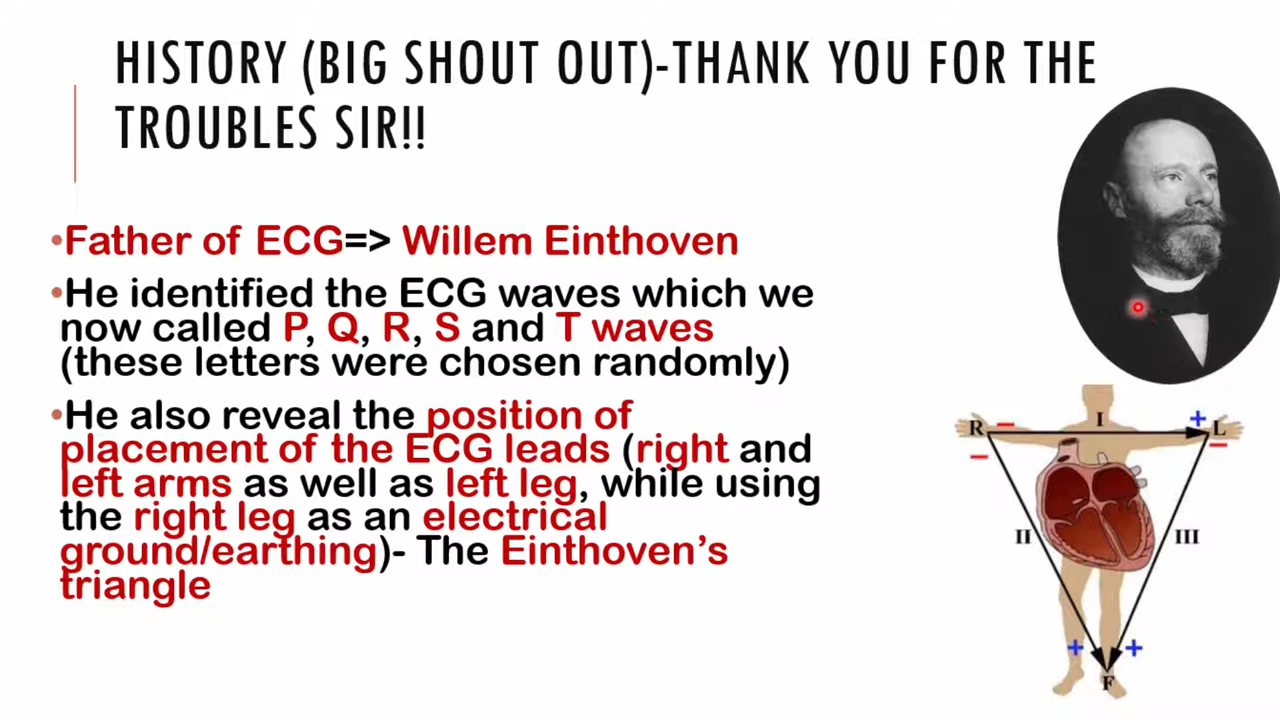 HISTORY (BIG SHOUT OUT)-THANK YOU FOR THE
TROUBLES SIR!!
•Father of ECG=> Willem Einthoven
•He identified the ECG waves which we
now called P, Q, R, S and T waves
(these letters were chosen randomly)
•He also reveal the position of
placement of the ECG leads (right and
left arms as well as left leg, while using
the right leg as an electrical
ground/earthing)- The Einthoven's
triangle
R − I + L
− −
II III
+ +
F